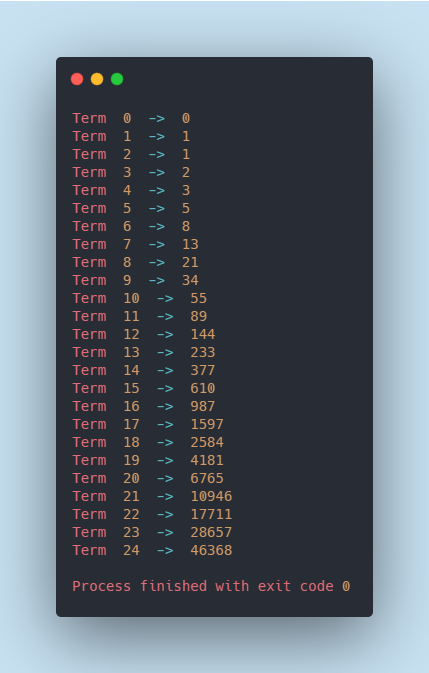 Term  0  ->  0
Term  1  ->  1
Term  2  ->  1
Term  3  ->  2
Term  4  ->  3
Term  5  ->  5
Term  6  ->  8
Term  7  ->  13
Term  8  ->  21
Term  9  ->  34
Term  10  ->  55
Term  11  ->  89
Term  12  ->  144
Term  13  ->  233
Term  14  ->  377
Term  15  ->  610
Term  16  ->  987
Term  17  ->  1597
Term  18  ->  2584
Term  19  ->  4181
Term  20  ->  6765
Term  21  ->  10946
Term  22  ->  17711
Term  23  ->  28657
Term  24  ->  46368
Process finished with exit code 0